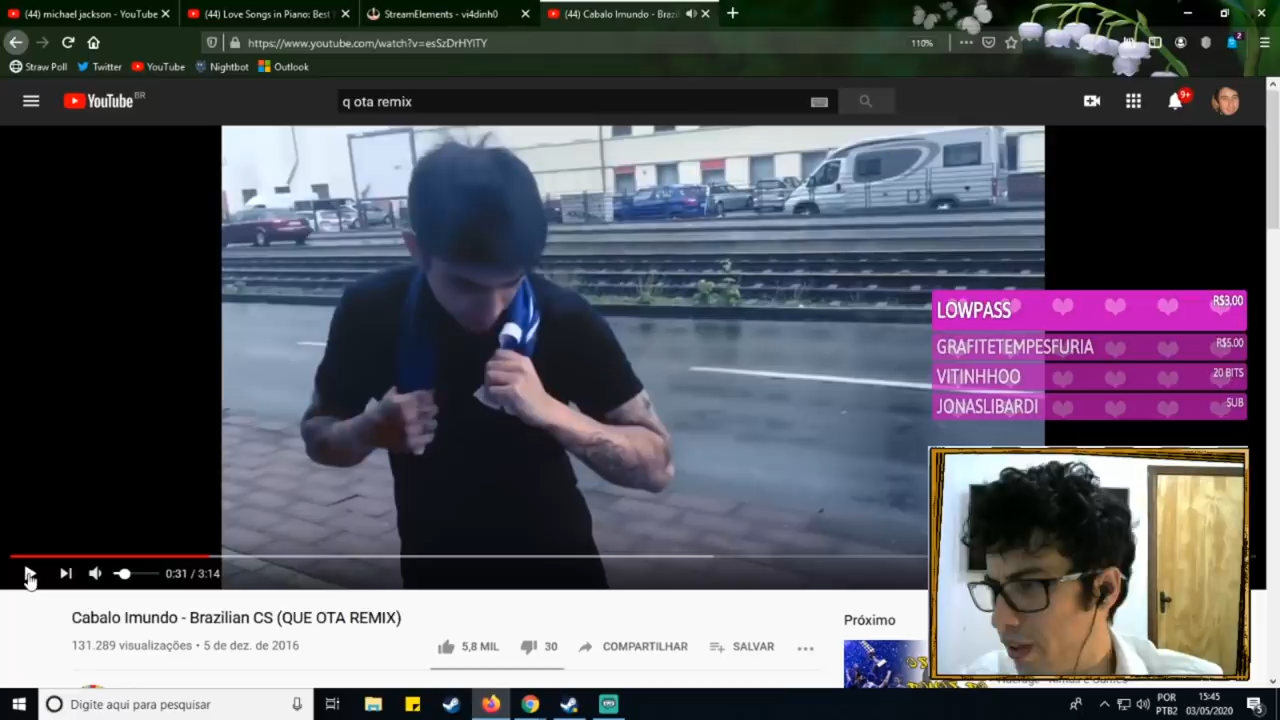 (44) michael jackson - YouTube
(44) Love Songs in Piano: Best
StreamElements - vi4dinh0
(44) Cabalo Imundo - Brazi
https://www.youtube.com/watch?v=esSzDrHYlTY
110%
2
Straw Poll
Twitter
YouTube
Nightbot
Outlook
YouTube BR
q ota remix
9+
LOWPASS R$3.00
GRAFITETEMPESFURIA R$5.00
VITINHHOO 20 BITS
JONASLIBARDI SUB
0:31 / 3:14
Cabalo Imundo - Brazilian CS (QUE OTA REMIX)
131.289 visualizações • 5 de dez. de 2016
5,8 MIL
30
COMPARTILHAR
SALVAR
Próximo
Digite aqui para pesquisar
POR
PTB2
15:45
03/05/2020
5